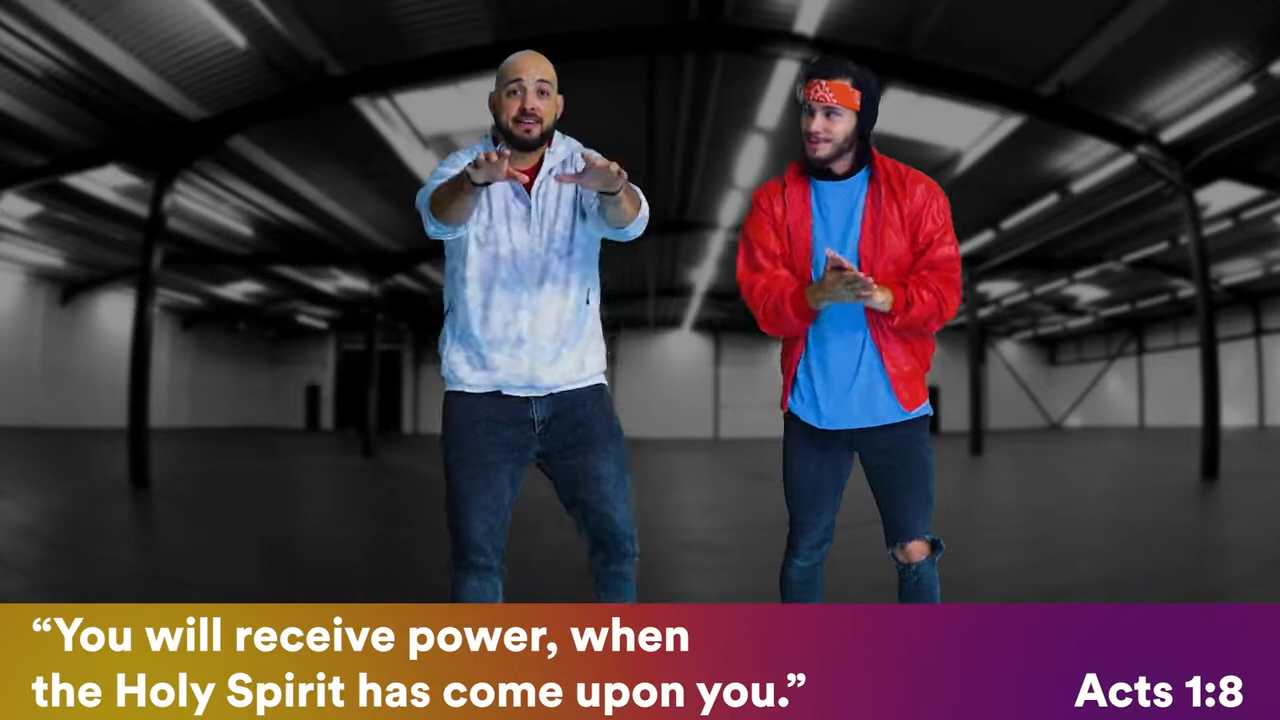 “You will receive power, when
the Holy Spirit has come upon you.”
Acts 1:8